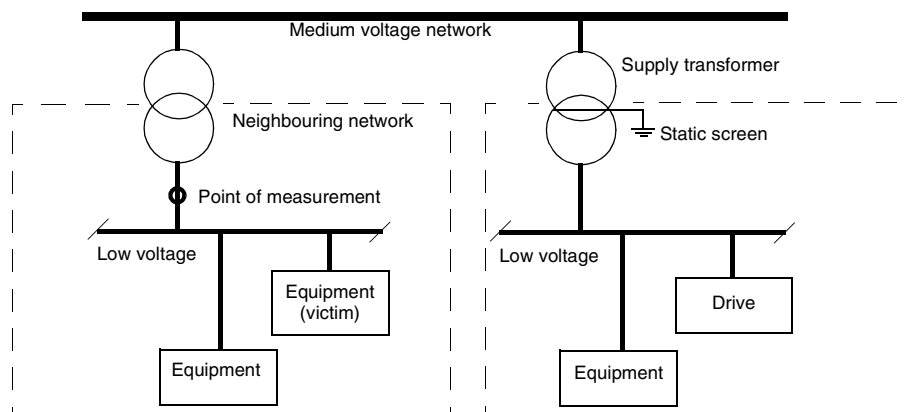 Medium voltage network
Supply transformer
Neighbouring network
Static screen
Point of measurement
Low voltage
Low voltage
Equipment
(victim)
Drive
Equipment
Equipment